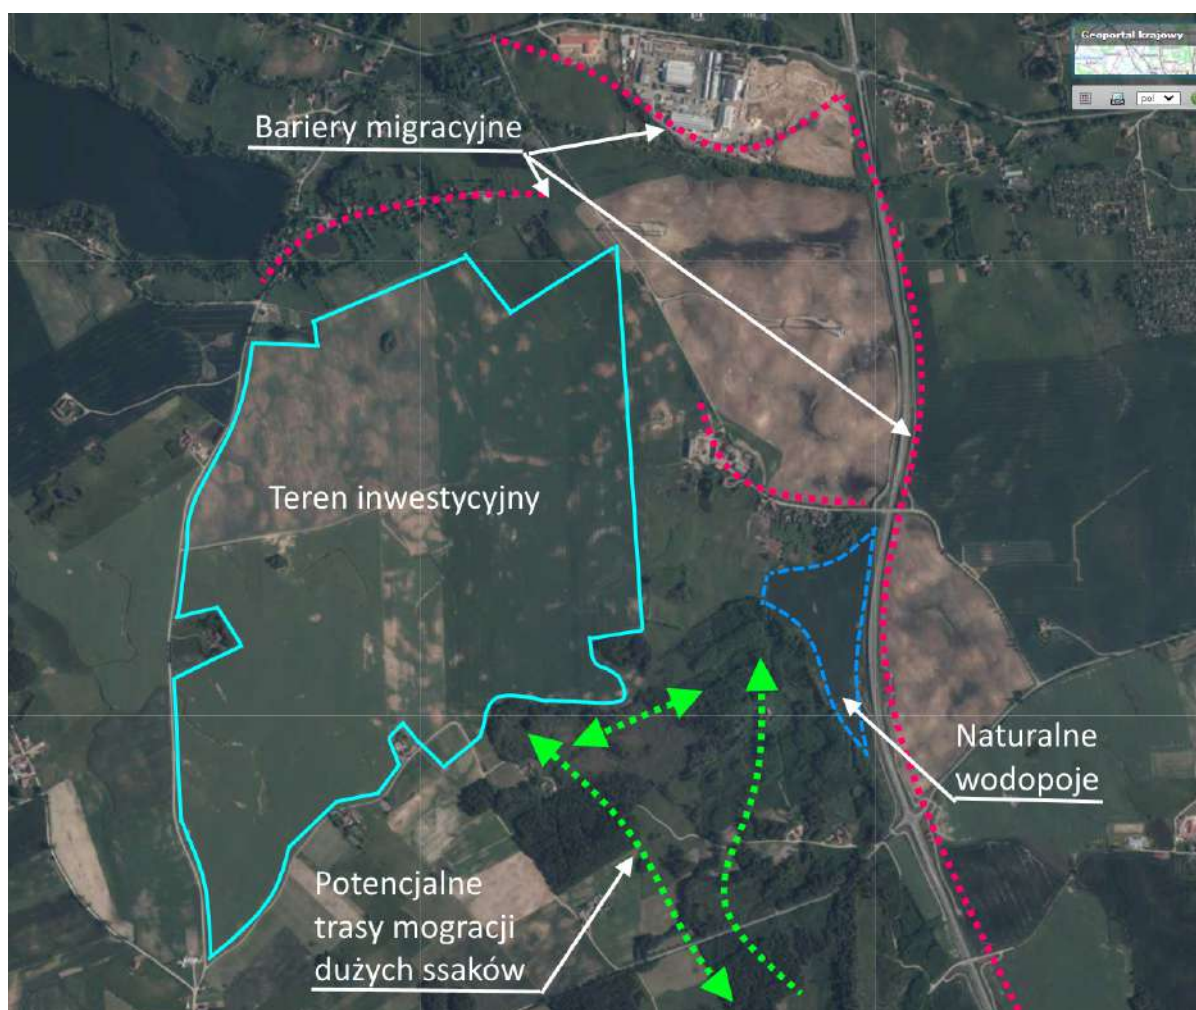 Geoportal krajowy
pol
Bariery migracyjne
Teren inwestycyjny
Naturalne
wodopoje
Potencjalne
trasy mogracji
dużych ssaków